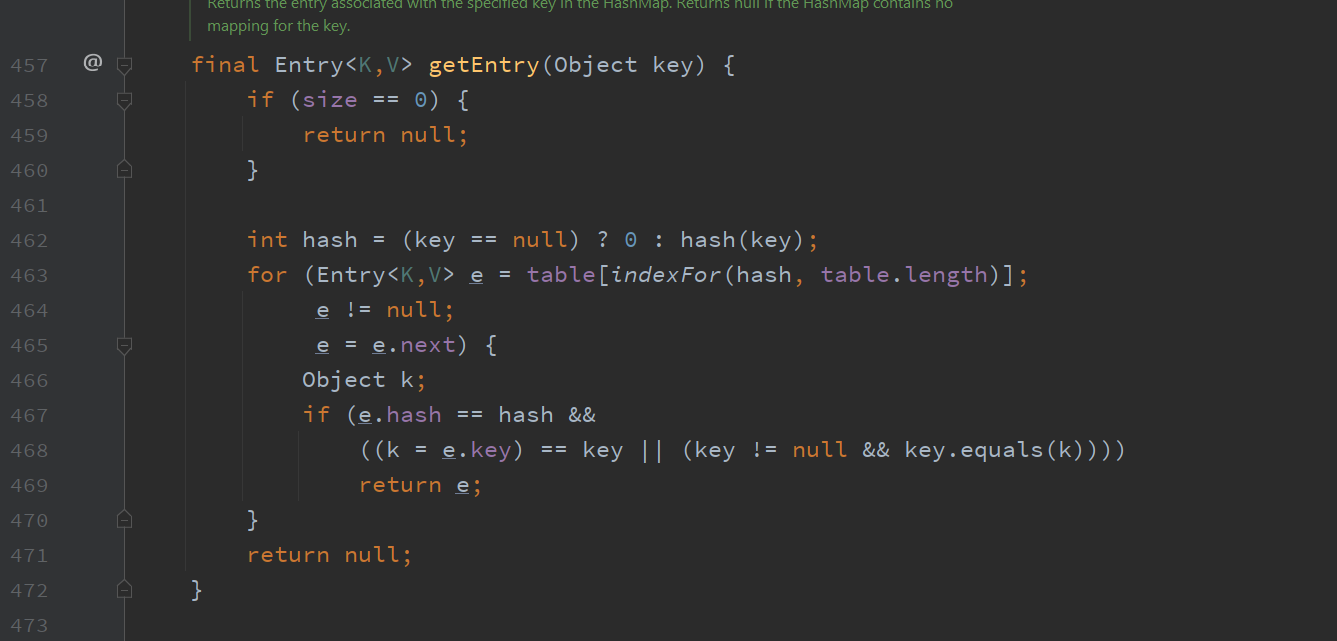 Returns the entry associated with the specified key in the HashMap. Returns null if the HashMap contains no
mapping for the key.
457 @ final Entry<K,V> getEntry(Object key) {
458 if (size == 0) {
459 return null;
460 }
461
462 int hash = (key == null) ? 0 : hash(key);
463 for (Entry<K,V> e = table[indexFor(hash, table.length)];
464 e != null;
465 e = e.next) {
466 Object k;
467 if (e.hash == hash &&
468 ((k = e.key) == key || (key != null && key.equals(k))))
469 return e;
470 }
471 return null;
472 }
473